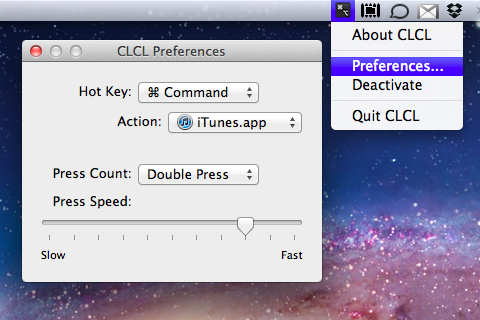 About CLCL
Preferences...
Deactivate
Quit CLCL
CLCL Preferences
Hot Key: ⌘ Command
Action: iTunes.app
Press Count: Double Press
Press Speed:
Slow Fast